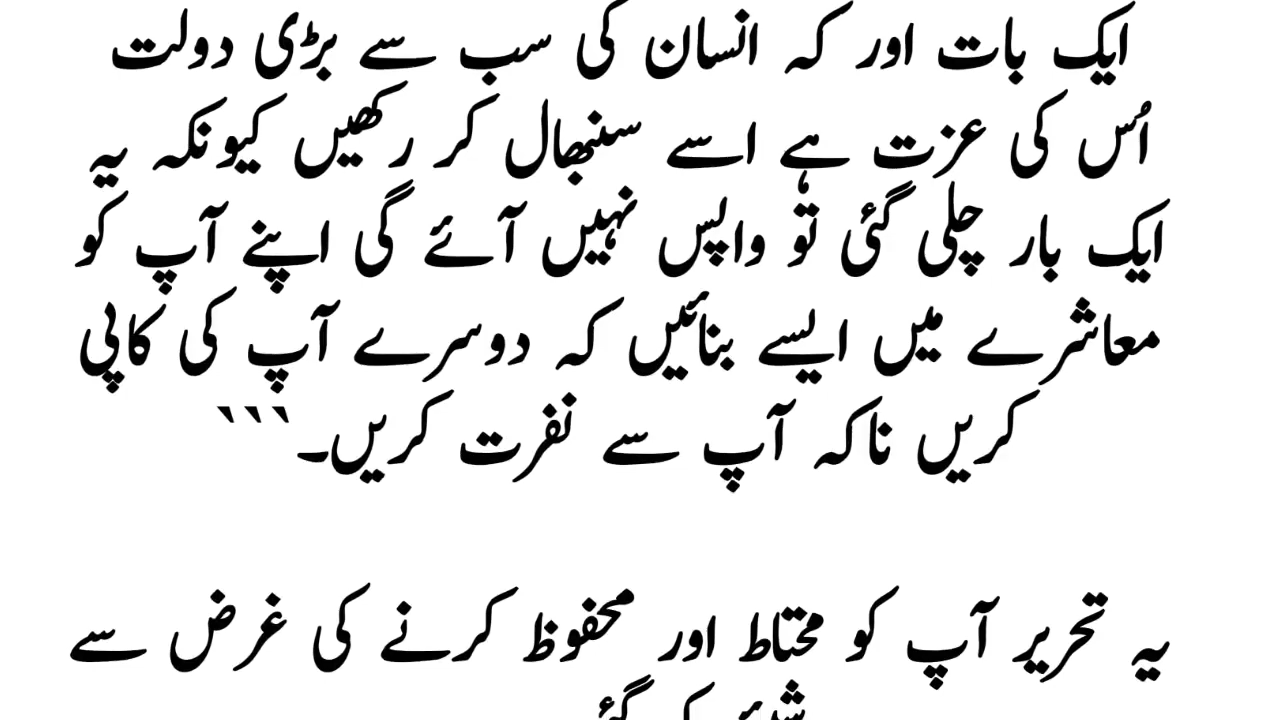 ایک بات اور کہ انسان کی سب سے بڑی دولت
اُس کی عزت ہے اسے سنبھال کر رکھیں کیونکہ یہ
ایک بار چلی گئی تو واپس نہیں آئے گی اپنے آپ کو
معاشرے میں ایسے بنائیں کہ دوسرے آپ کی کاپی
کریں ناکہ آپ سے نفرت کریں۔```
یہ تحریر آپ کو محتاط اور محفوظ کرنے کی غرض سے